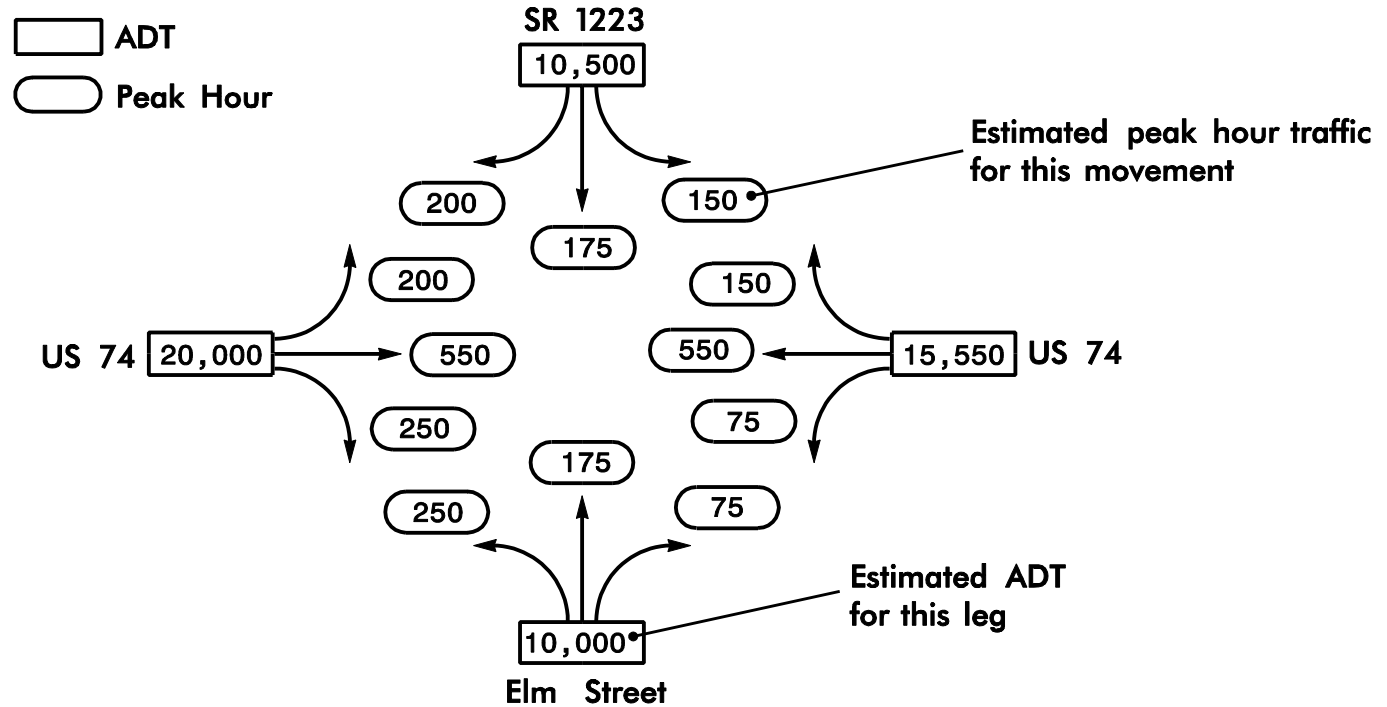 SR 1223
ADT
10,500
Peak Hour
Estimated peak hour traffic
for this movement
200
150
175
200
150
US 74
20,000
550
550
15,550
US 74
250
75
175
250
75
Estimated ADT
for this leg
10,000
Elm Street